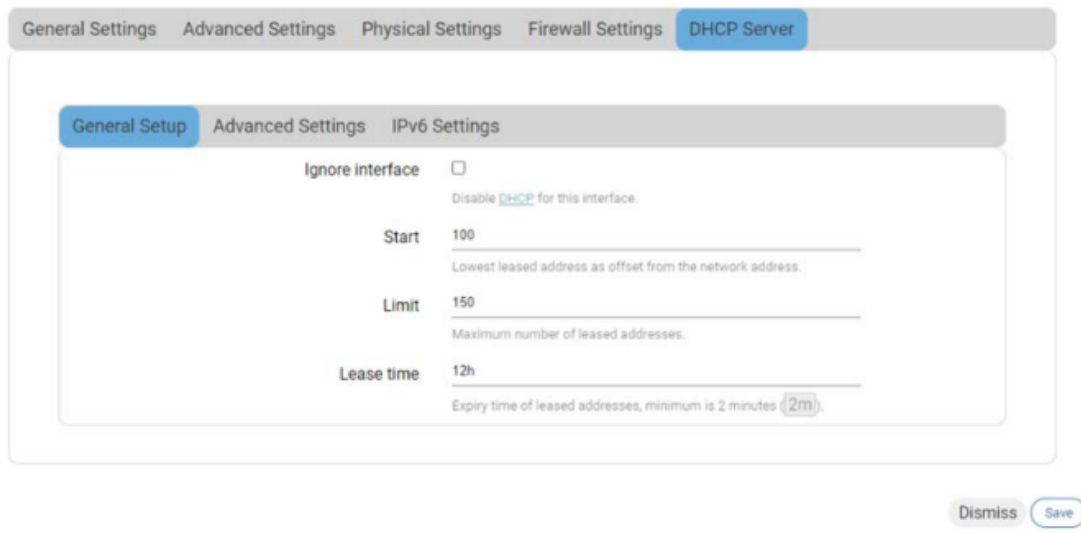 General Settings Advanced Settings Physical Settings Firewall Settings DHCP Server
General Setup Advanced Settings IPv6 Settings
Ignore interface
Disable DHCP for this interface.
Start 100
Lowest leased address as offset from the network address.
Limit 150
Maximum number of leased addresses.
Lease time 12h
Expiry time of leased addresses, minimum is 2 minutes (2m).
Dismiss Save